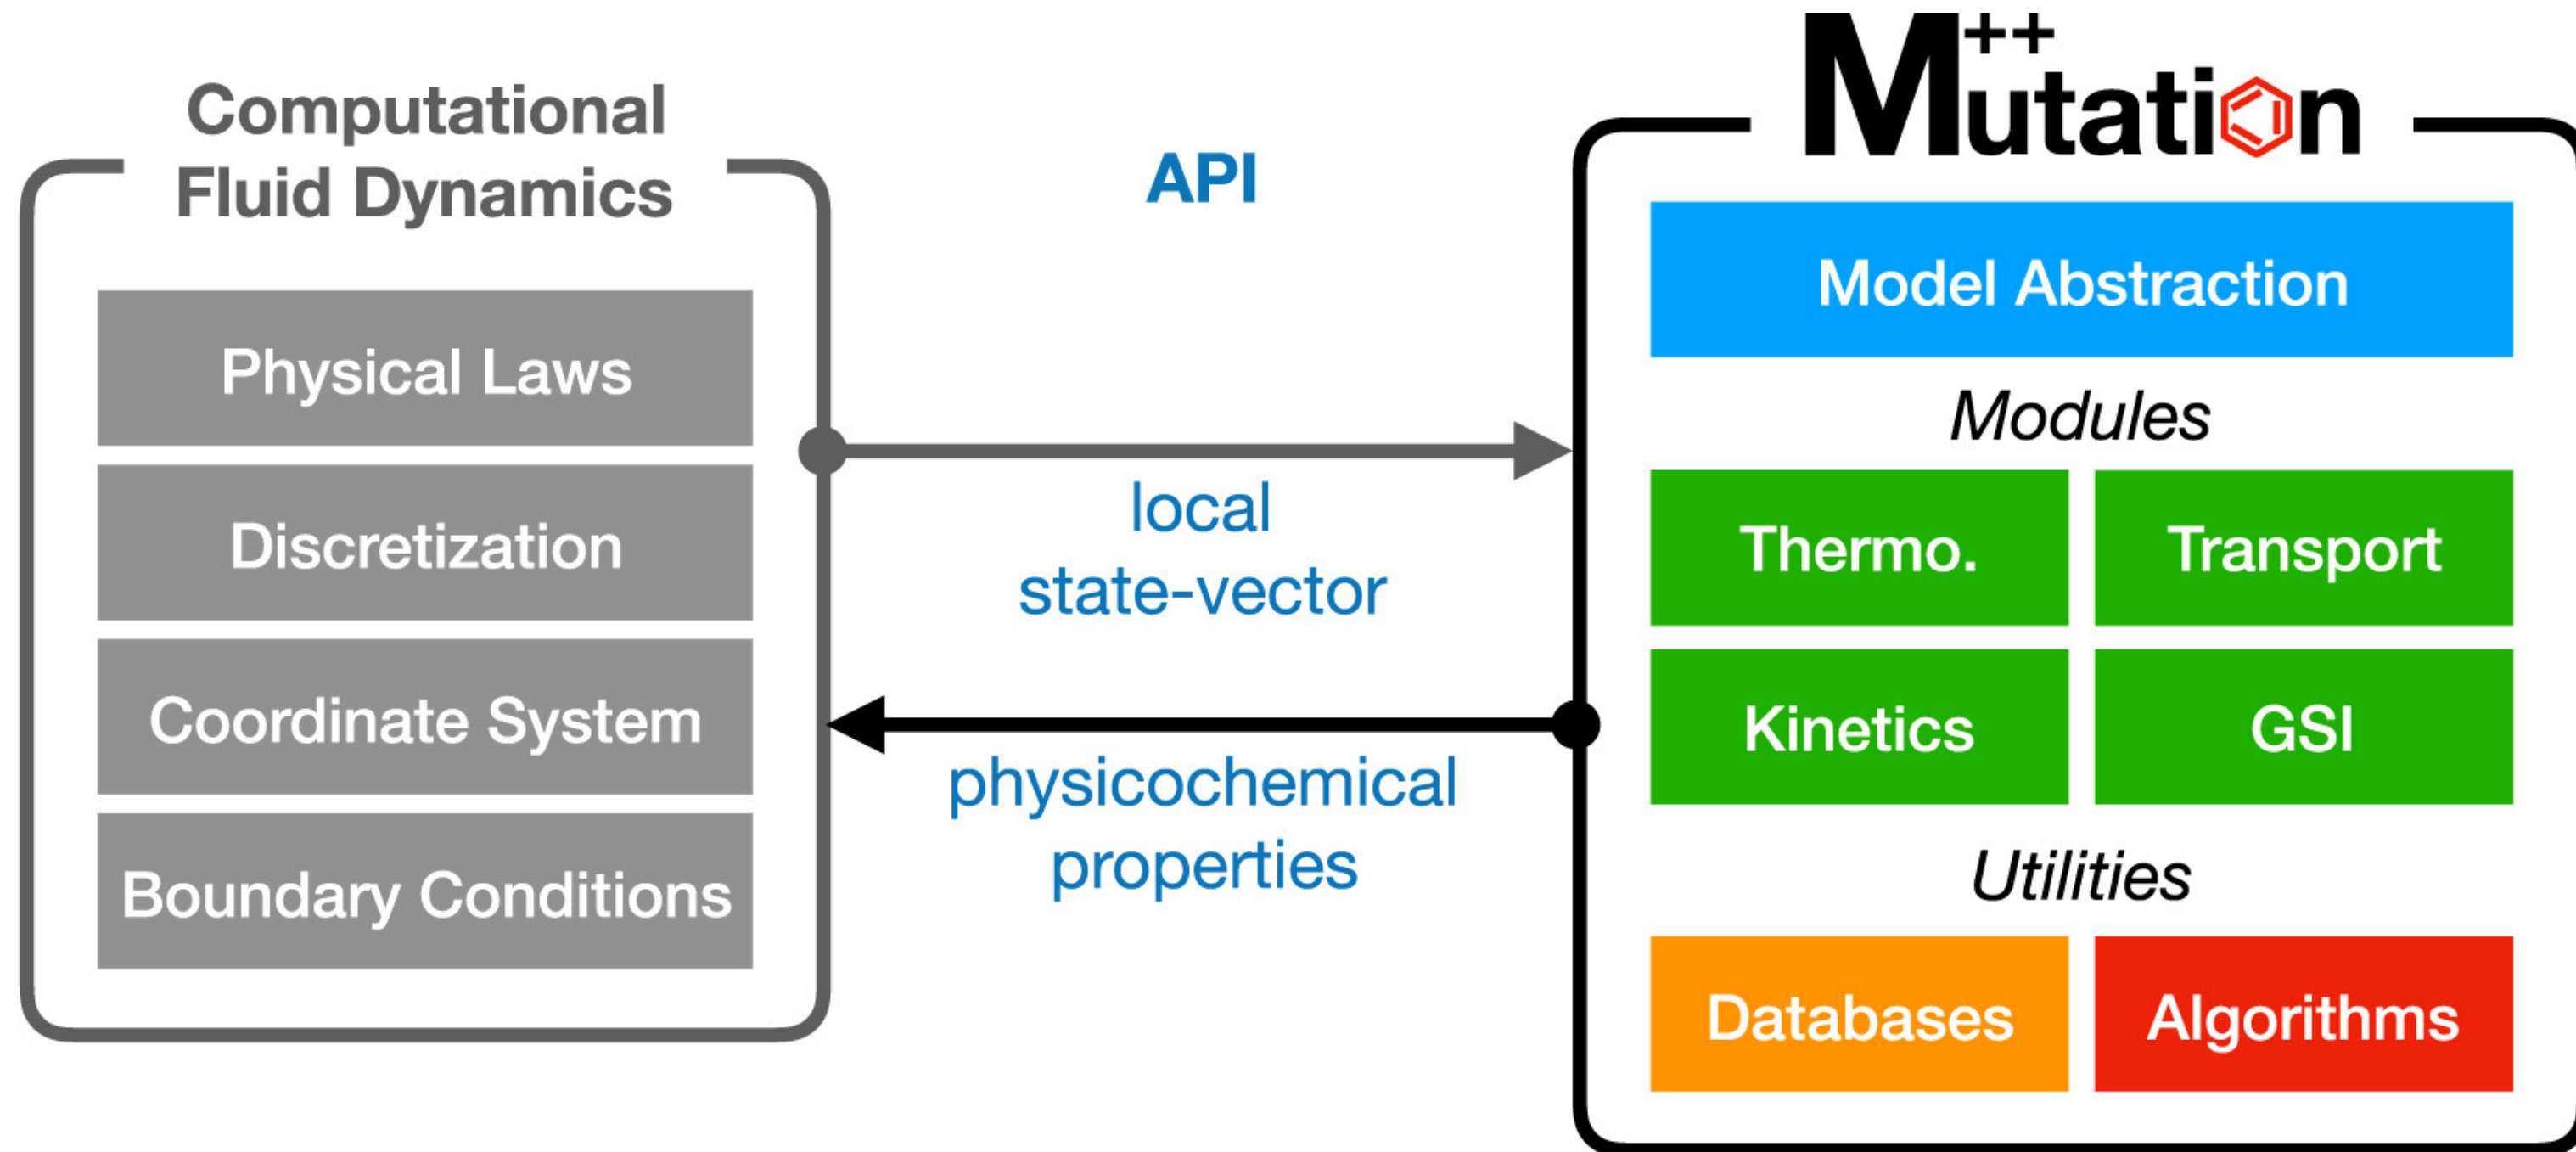 Computational
Fluid Dynamics
Physical Laws
Discretization
Coordinate System
Boundary Conditions
API
local
state-vector
physicochemical
properties
Mutation++
Model Abstraction
Modules
Thermo.
Transport
Kinetics
GSI
Utilities
Databases
Algorithms